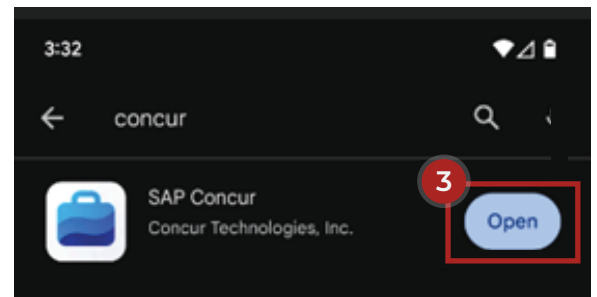 3:32
concur
3
SAP Concur
Open
Concur Technologies, Inc.